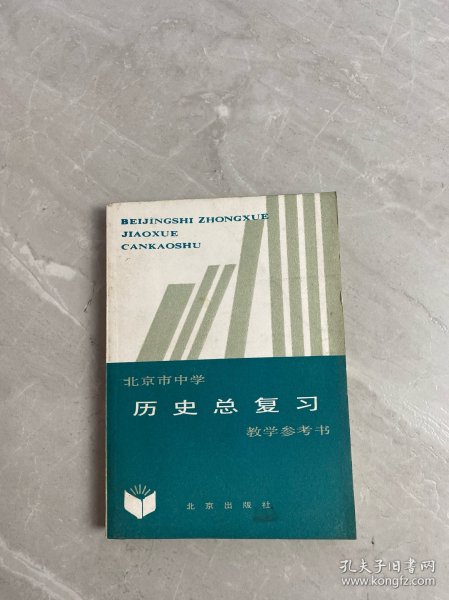 BEIJINGSHI ZHONGXUE
JIAOXUE
CANKAOSHU
北京市中学
历史总复习
教学参考书
北京出版社
孔夫子旧书网
www.kongfz.com